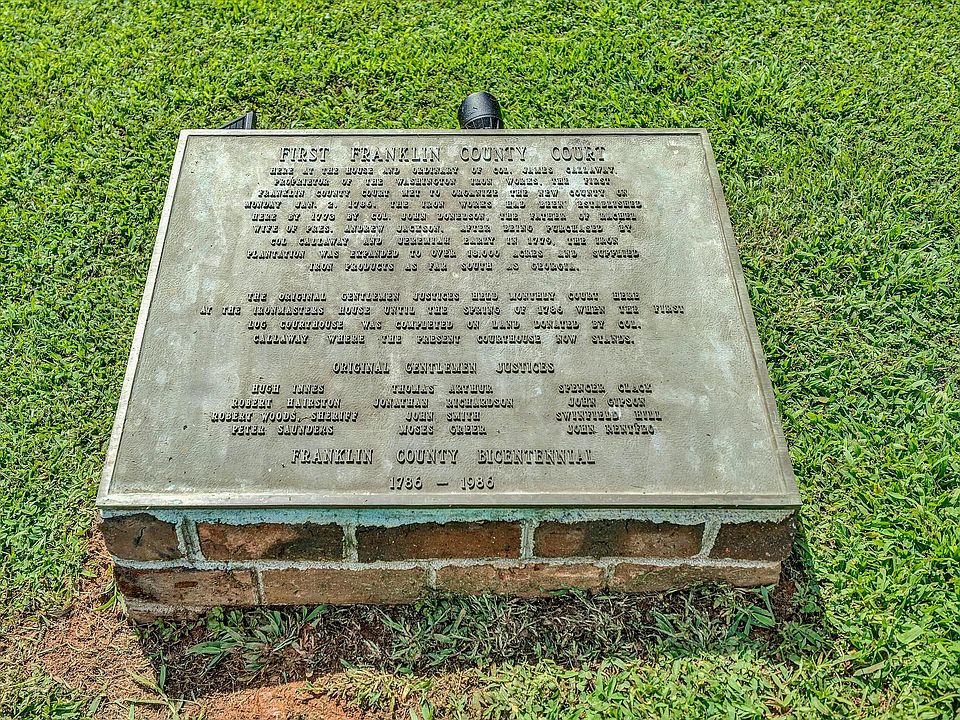 FIRST FRANKLIN COUNTY COURT
HERE AT THE HOUSE AND ORDINARY OF COL. JAMES CALLAWAY,
PROPRIETOR OF THE WASHINGTON IRON WORKS, THE FIRST
FRANKLIN COUNTY COURT MET TO ORGANIZE THE NEW COUNTY ON
MONDAY JAN. 2, 1786. THE IRON WORKS HAD BEEN ESTABLISHED
HERE BY 1773 BY COL. JOHN DONELSON, THE FATHER OF RACHEL
WIFE OF PRES. ANDREW JACKSON. AFTER BEING PURCHASED BY
COL CALLAWAY AND JEREMIAH EARLY IN 1779, THE IRON
PLANTATION WAS EXPANDED TO OVER 18,000 ACRES AND SUPPLIED
IRON PRODUCTS AS FAR SOUTH AS GEORGIA.
THE ORIGINAL GENTLEMEN JUSTICES HELD MONTHLY COURT HERE
AT THE IRONMASTERS HOUSE UNTIL THE SPRING OF 1786 WHEN THE FIRST
LOG COURTHOUSE WAS COMPLETED ON LAND DONATED BY COL.
CALLAWAY WHERE THE PRESENT COURTHOUSE NOW STANDS.
ORIGINAL GENTLEMEN JUSTICES
HUGH INNES THOMAS ARTHUR SPENCER CLACK
ROBERT HAIRSTON JONATHAN RICHARDSON JOHN GIPSON
ROBERT WOODS, SHERIFF JOHN SMITH SWINFIELD HILL
PETER SAUNDERS MOSES GREER JOHN RENTFRO
FRANKLIN COUNTY BICENTENNIAL
1786 — 1986